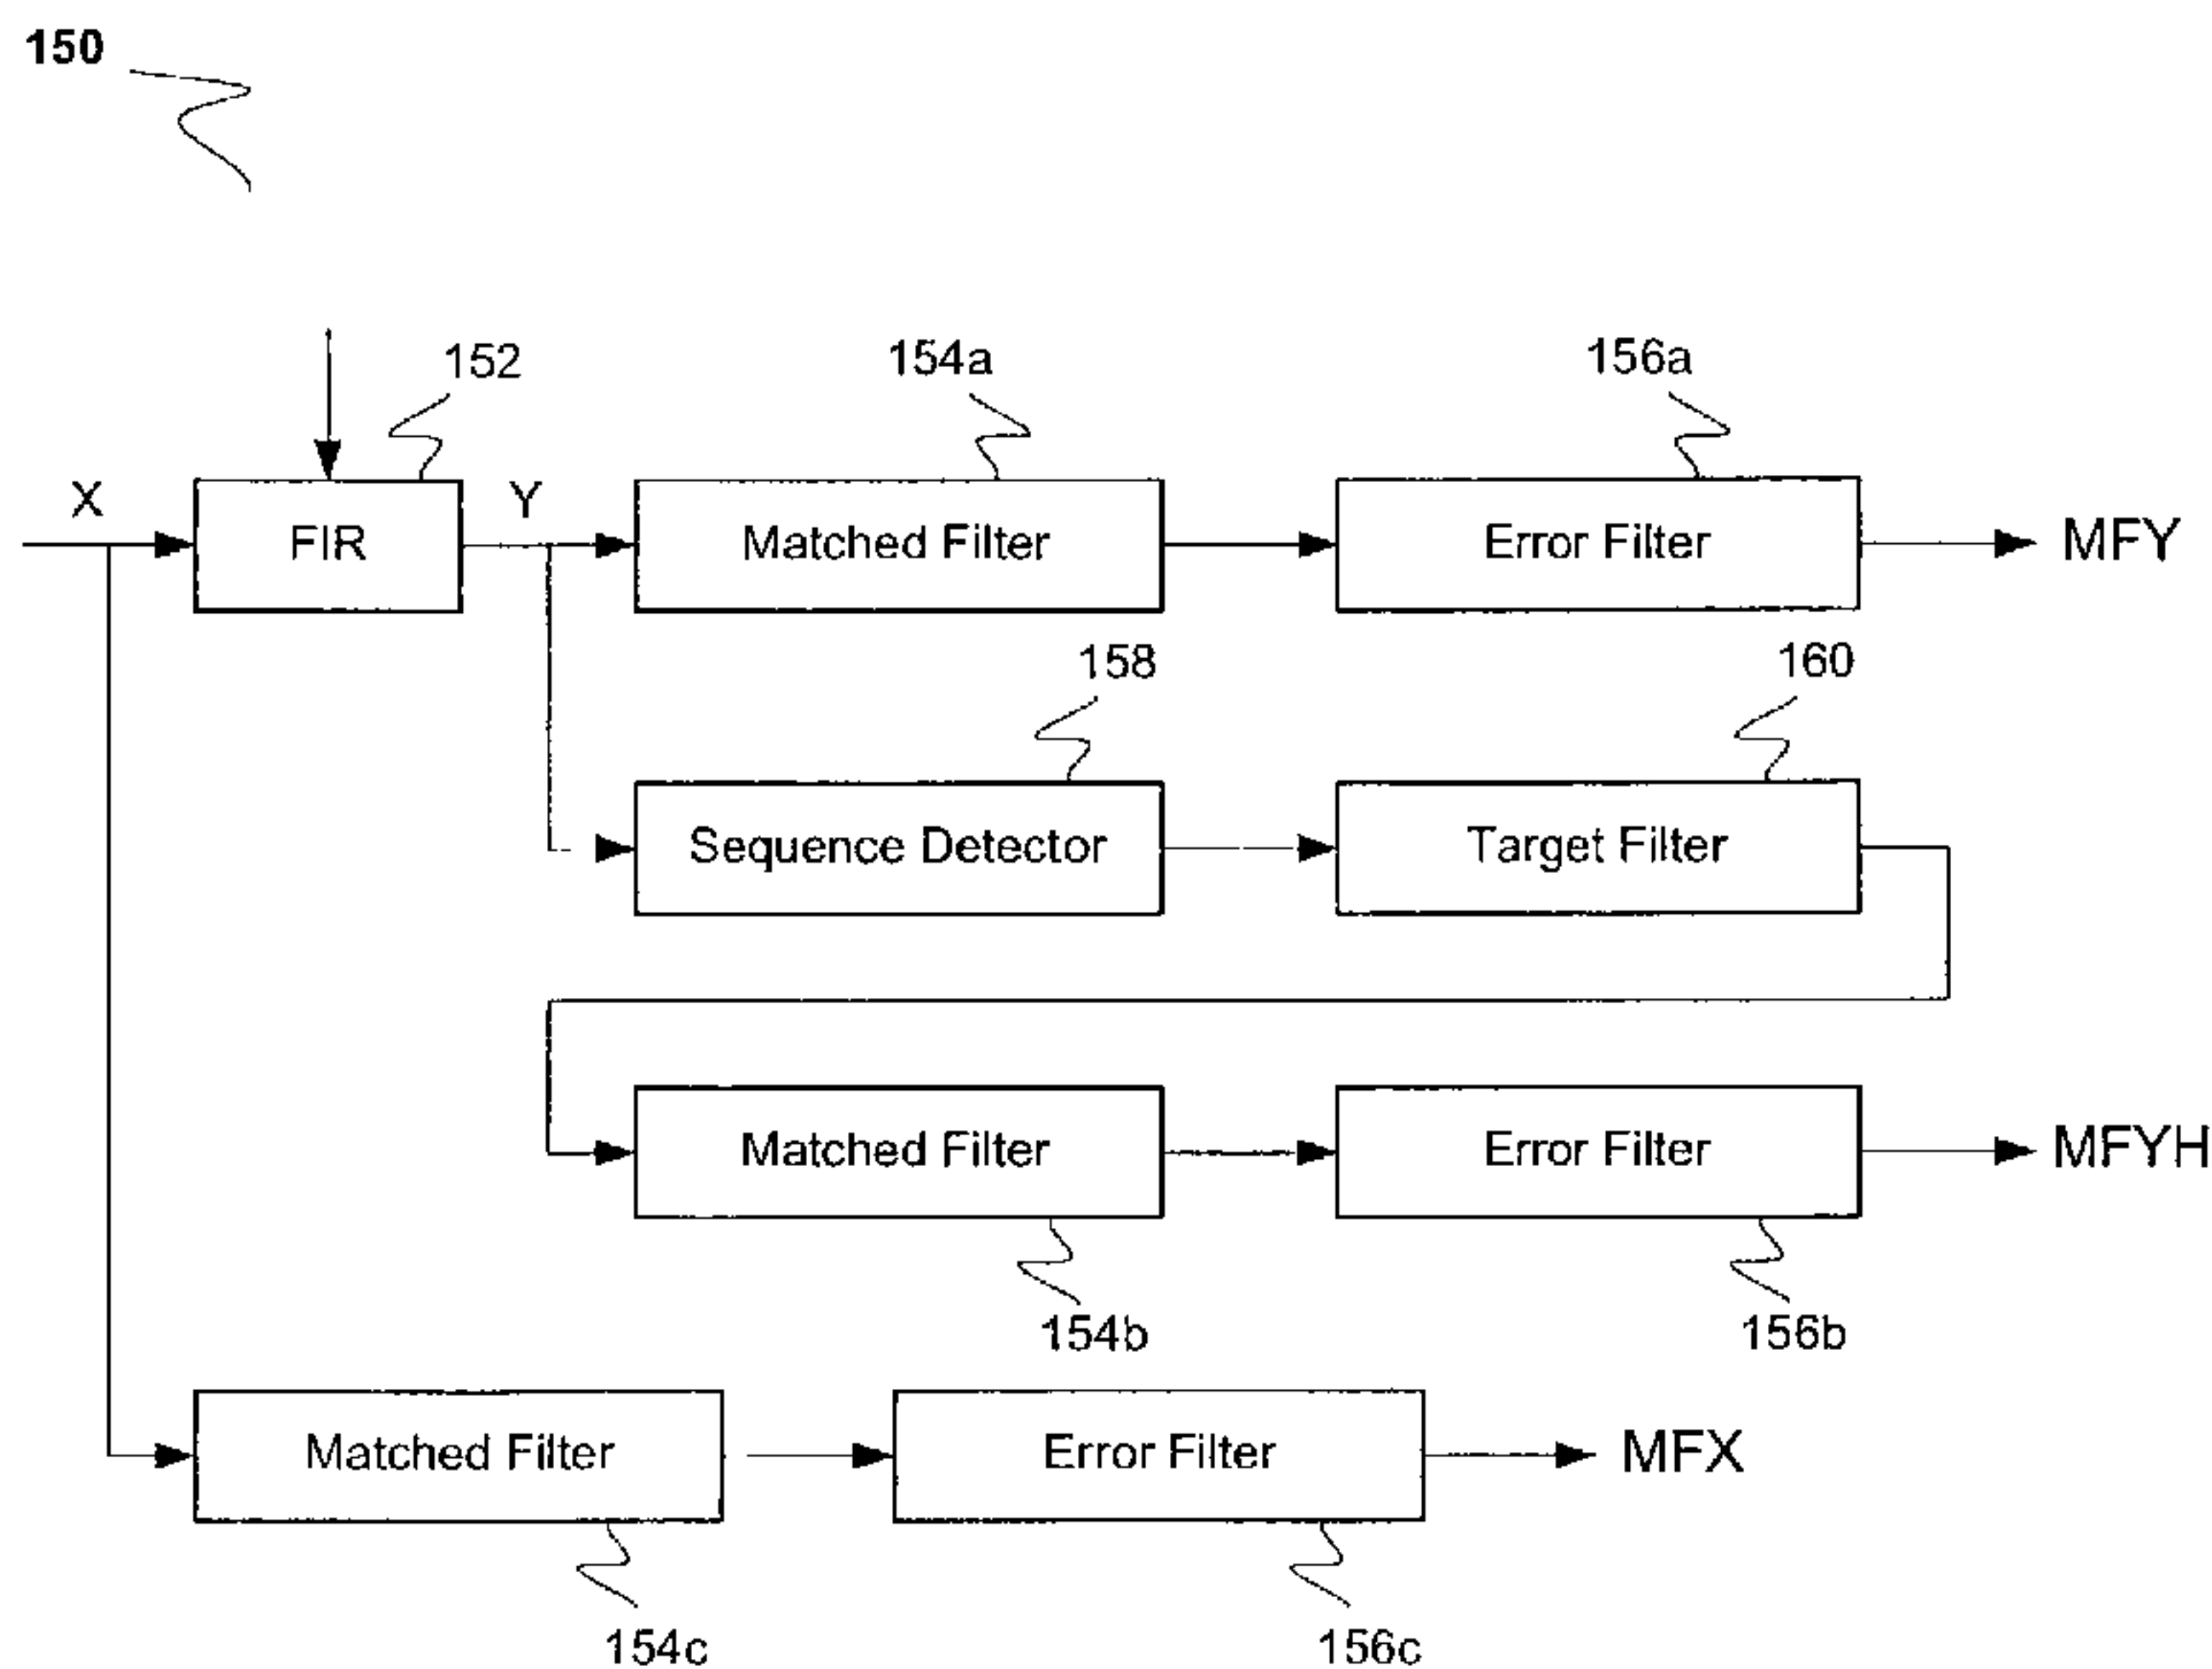 150
152
154a
156a
X
FIR
Y
Matched Filter
Error Filter
MFY
158
160
Sequence Detector
Target Filter
Matched Filter
Error Filter
MFYH
154b
156b
Matched Filter
Error Filter
MFX
154c
156c